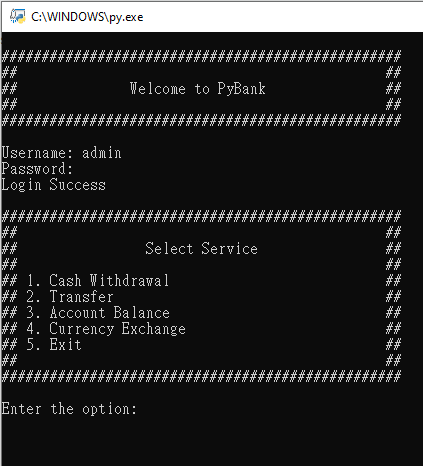 C:\WINDOWS\py.exe
##################################################
##                                              ##
##              Welcome to PyBank               ##
##                                              ##
##################################################
Username: admin
Password:
Login Success
##################################################
##                                              ##
##                Select Service                ##
##                                              ##
## 1. Cash Withdrawal                           ##
## 2. Transfer                                  ##
## 3. Account Balance                           ##
## 4. Currency Exchange                         ##
## 5. Exit                                      ##
##                                              ##
##################################################
Enter the option: